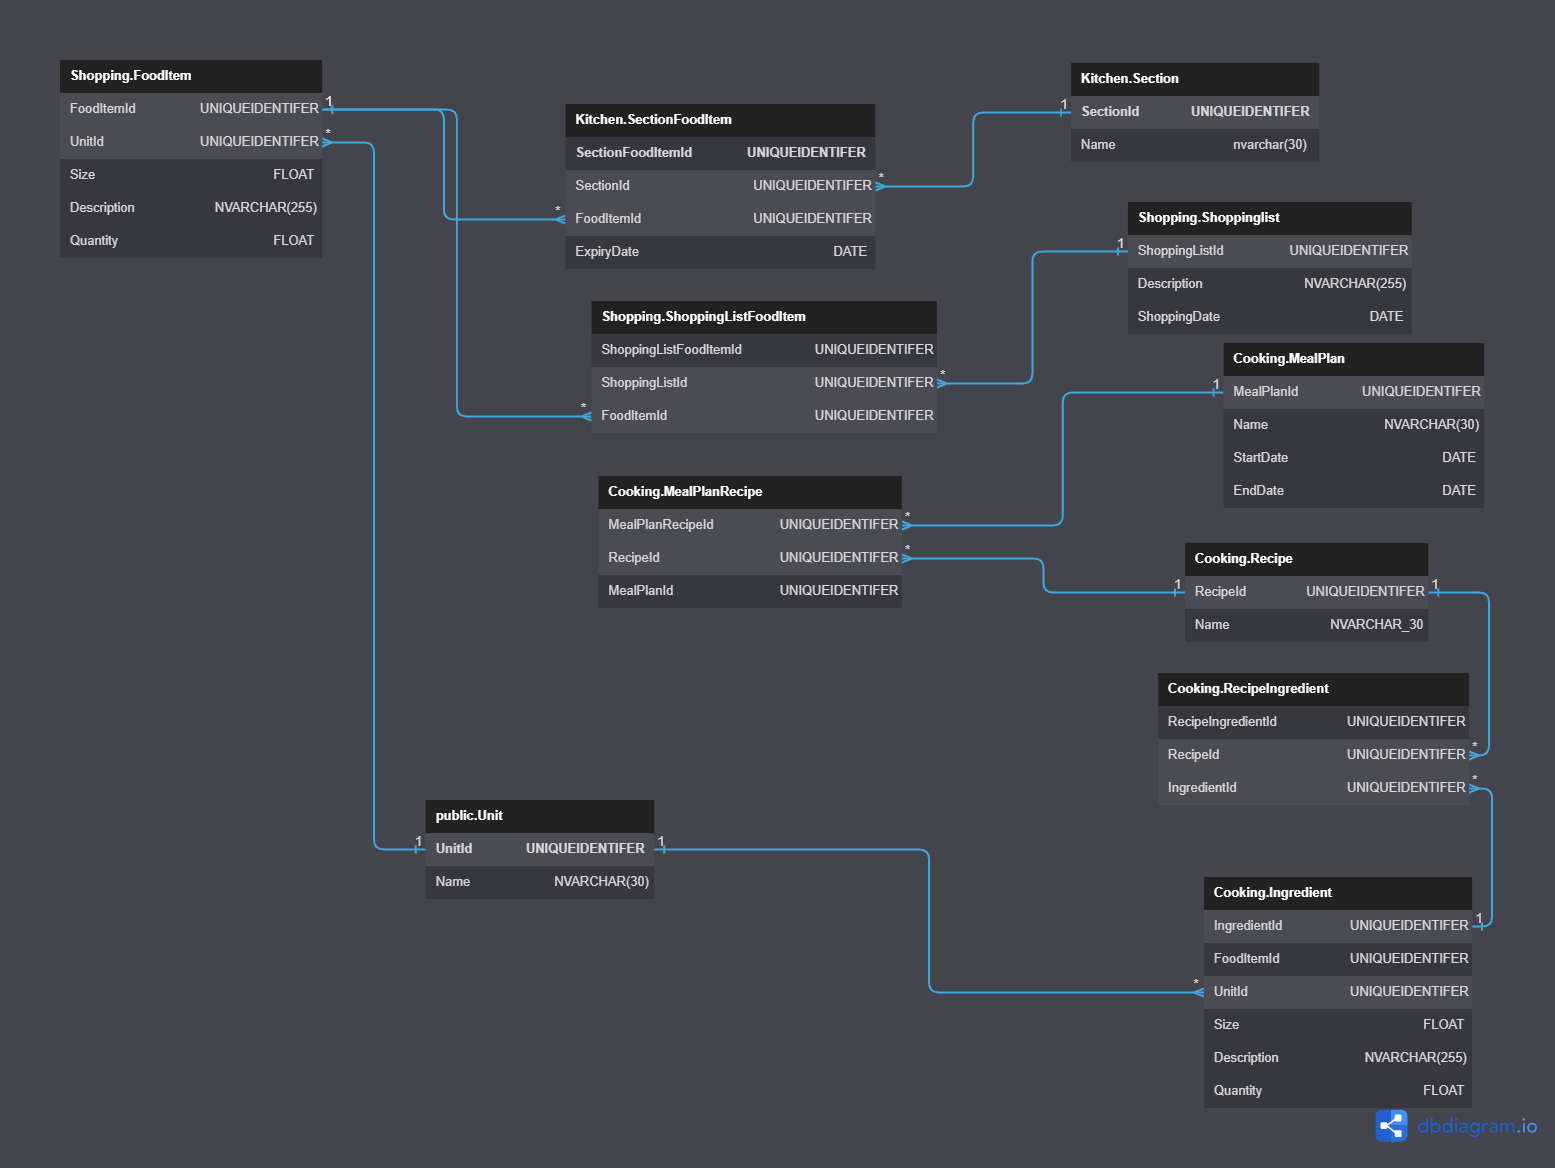 Shopping.FoodItem
FoodItemId UNIQUEIDENTIFER
UnitId UNIQUEIDENTIFER
Size FLOAT
Description NVARCHAR(255)
Quantity FLOAT
1
*
Kitchen.SectionFoodItem
SectionFoodItemId UNIQUEIDENTIFER
SectionId UNIQUEIDENTIFER
FoodItemId UNIQUEIDENTIFER
ExpiryDate DATE
*
*
Kitchen.Section
SectionId UNIQUEIDENTIFER
Name nvarchar(30)
1
Shopping.Shoppinglist
ShoppingListId UNIQUEIDENTIFER
Description NVARCHAR(255)
ShoppingDate DATE
1
Shopping.ShoppingListFoodItem
ShoppingListFoodItemId UNIQUEIDENTIFER
ShoppingListId UNIQUEIDENTIFER
FoodItemId UNIQUEIDENTIFER
*
*
Cooking.MealPlan
MealPlanId UNIQUEIDENTIFER
Name NVARCHAR(30)
StartDate DATE
EndDate DATE
1
Cooking.MealPlanRecipe
MealPlanRecipeId UNIQUEIDENTIFER
RecipeId UNIQUEIDENTIFER
MealPlanId UNIQUEIDENTIFER
*
*
Cooking.Recipe
RecipeId UNIQUEIDENTIFER
Name NVARCHAR_30
1
1
Cooking.RecipeIngredient
RecipeIngredientId UNIQUEIDENTIFER
RecipeId UNIQUEIDENTIFER
IngredientId UNIQUEIDENTIFER
*
*
public.Unit
UnitId UNIQUEIDENTIFER
Name NVARCHAR(30)
1
1
Cooking.Ingredient
IngredientId UNIQUEIDENTIFER
FoodItemId UNIQUEIDENTIFER
UnitId UNIQUEIDENTIFER
Size FLOAT
Description NVARCHAR(255)
Quantity FLOAT
1
*
dbdiagram.io